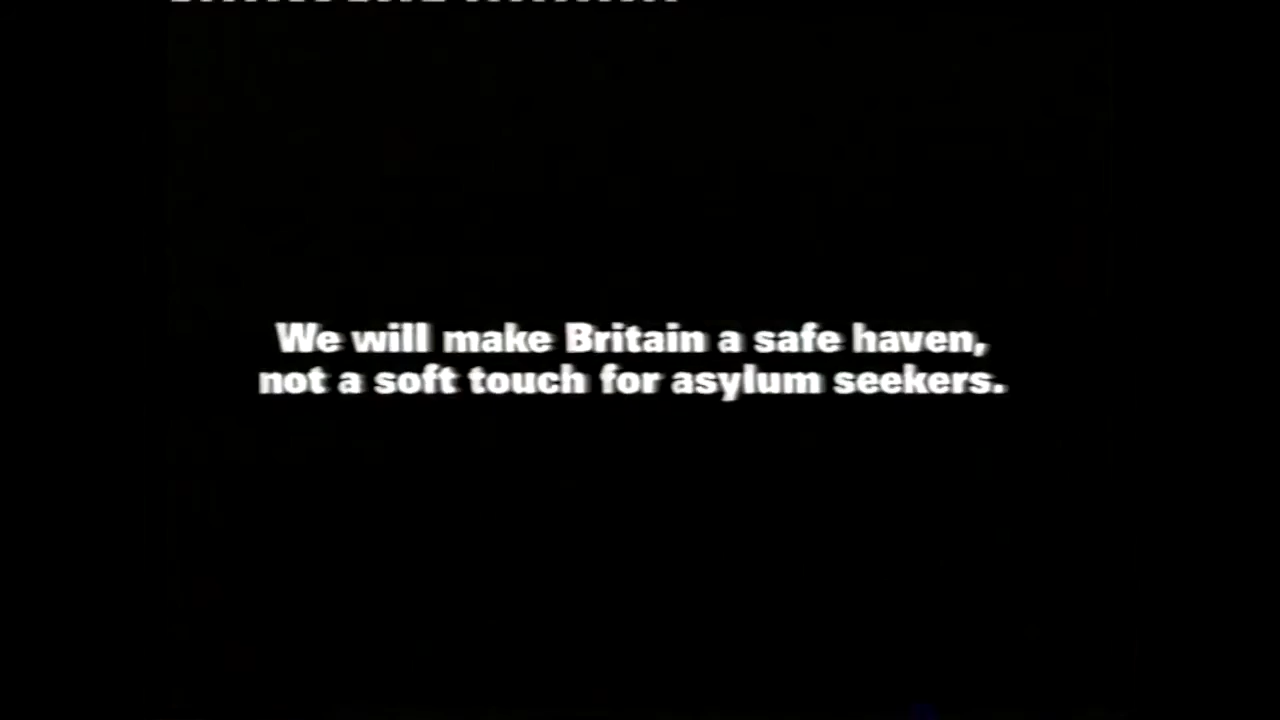 We will make Britain a safe haven,
not a soft touch for asylum seekers.